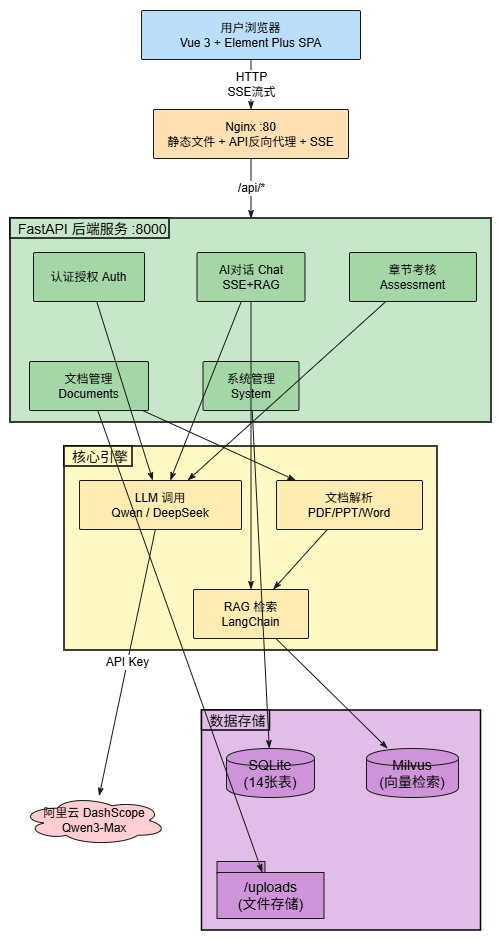 用户浏览器
Vue 3 + Element Plus SPA
HTTP
SSE流式
Nginx :80
静态文件 + API反向代理 + SSE
/api/*
FastAPI 后端服务 :8000
认证授权 Auth
AI对话 Chat
SSE+RAG
章节考核
Assessment
文档管理
Documents
系统管理
System
核心引擎
LLM 调用
Qwen / DeepSeek
文档解析
PDF/PPT/Word
RAG 检索
LangChain
API Key
数据存储
SQLite
(14张表)
Milvus
(向量检索)
阿里云 DashScope
Qwen3-Max
/uploads
(文件存储)